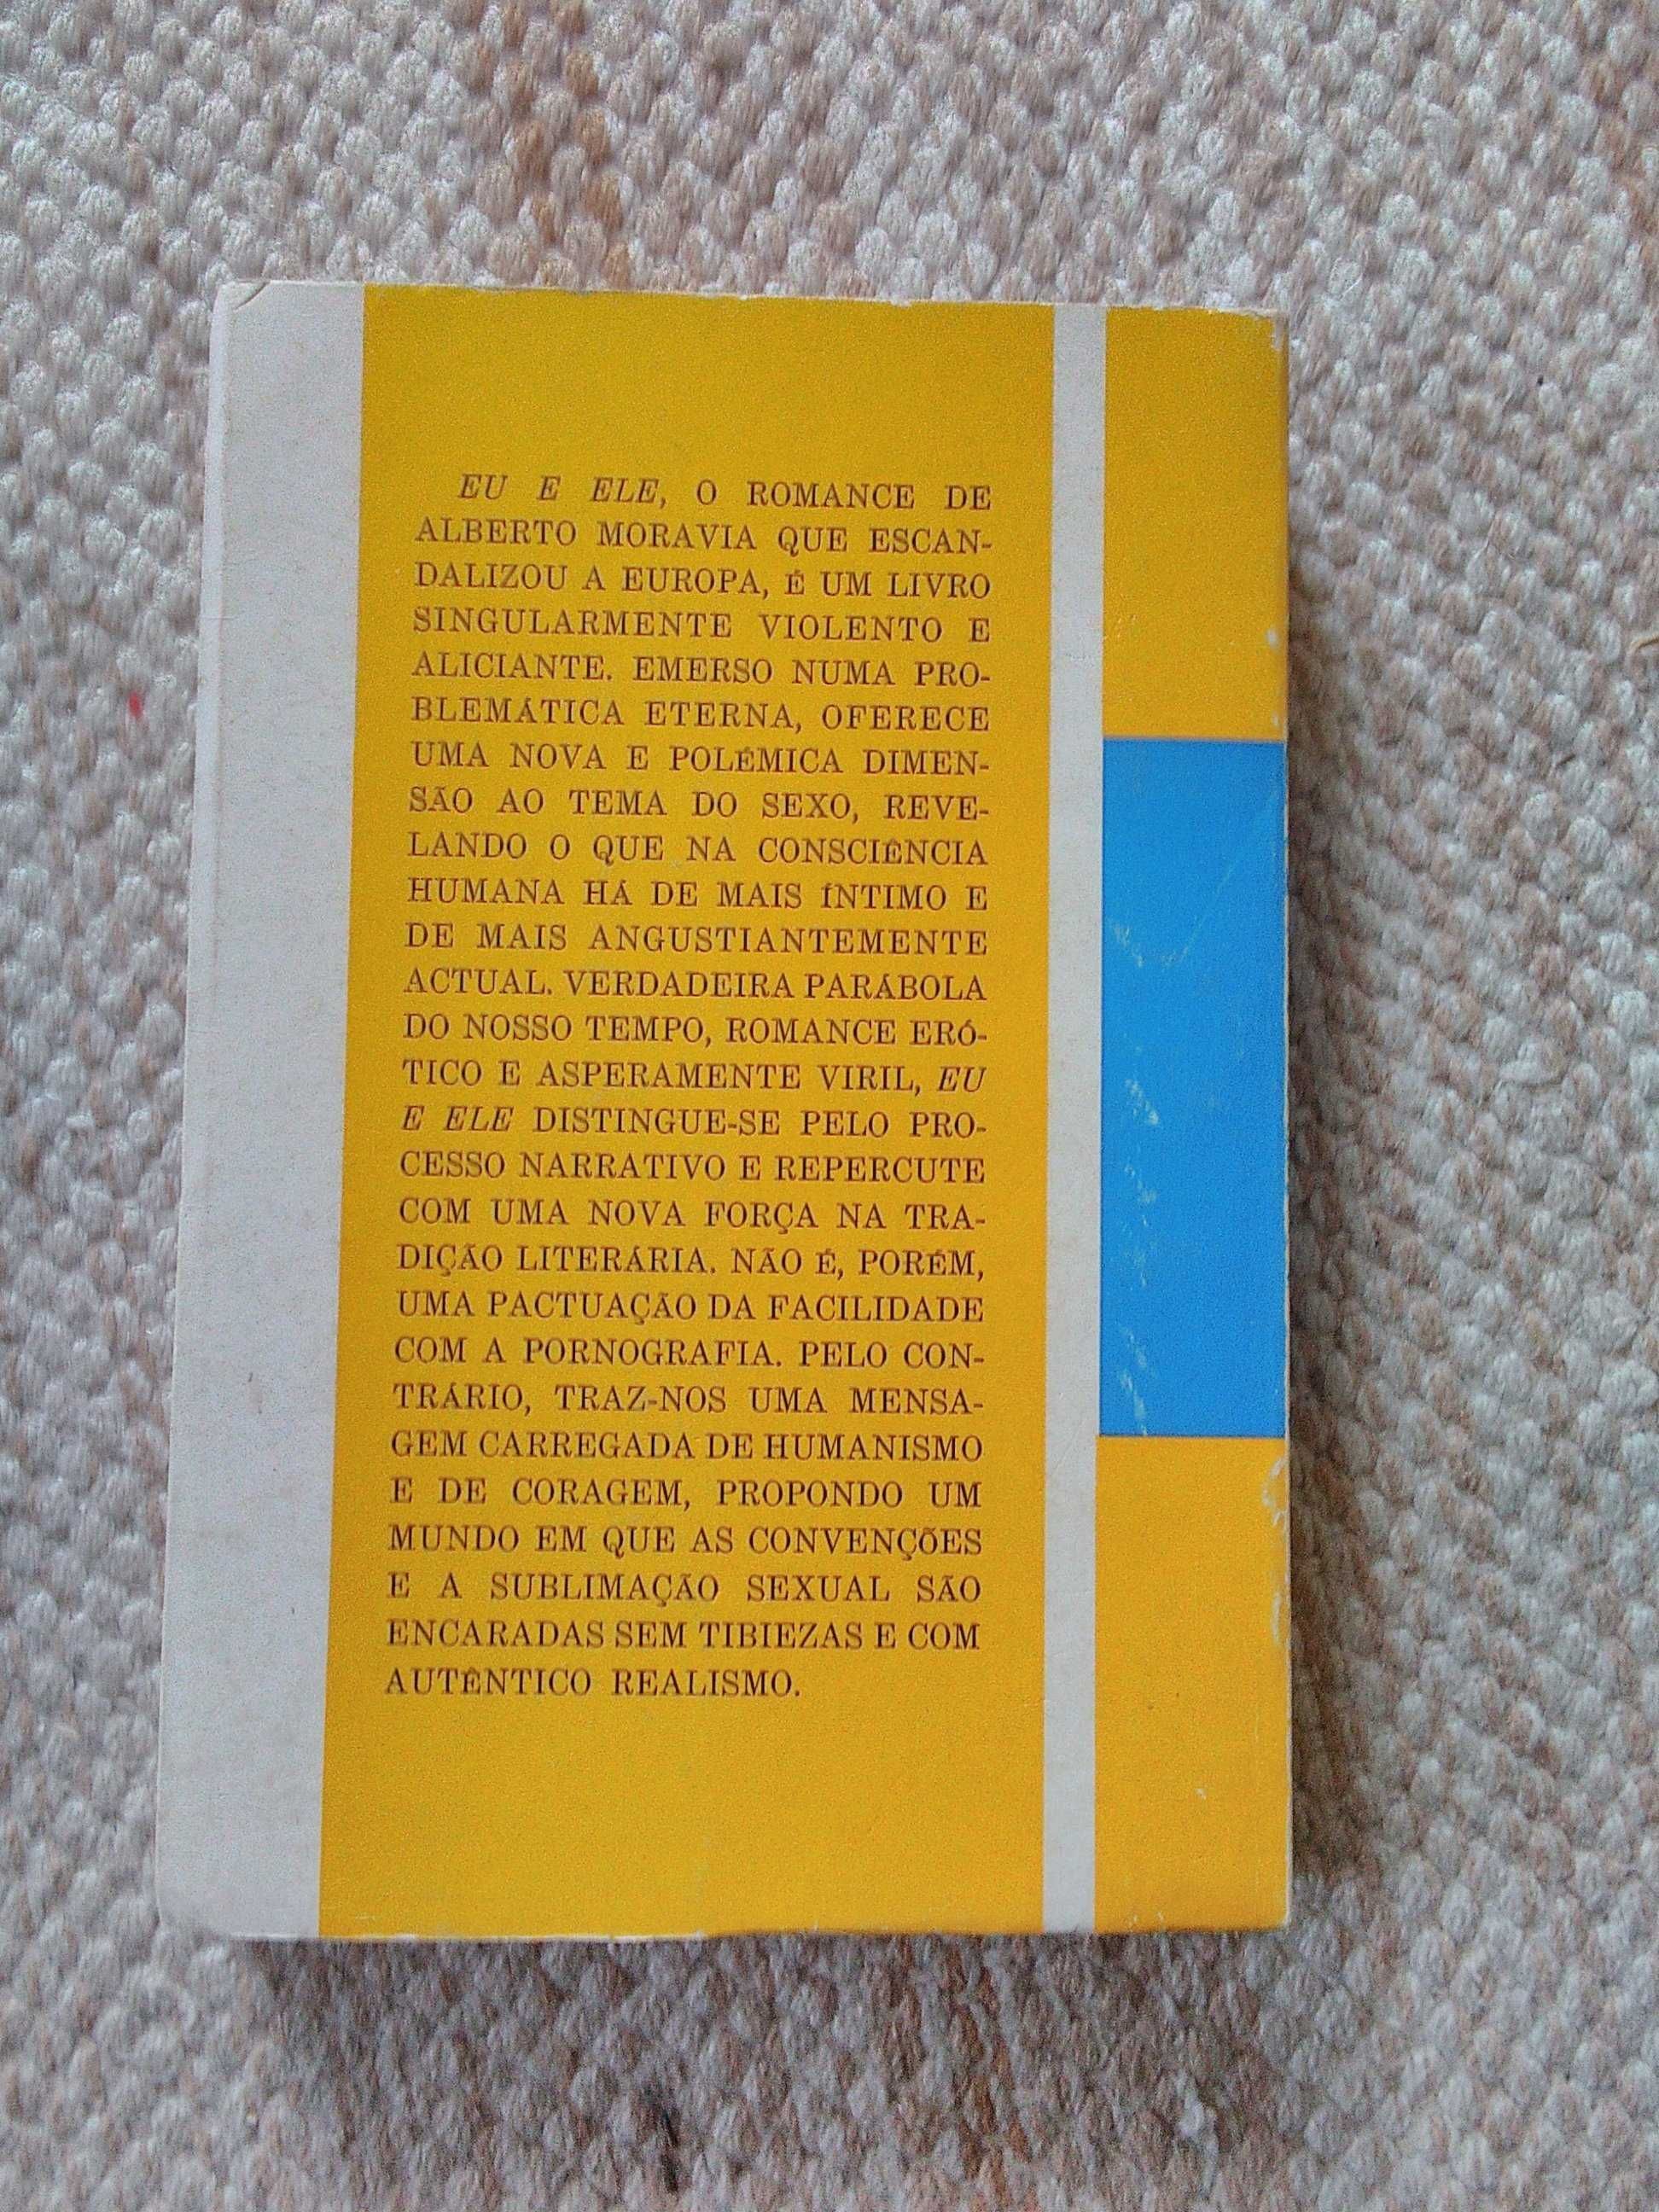 EU E ELE, O ROMANCE DE
ALBERTO MORAVIA QUE ESCAN-
DALIZOU A EUROPA, É UM LIVRO
SINGULARMENTE VIOLENTO E
ALICIANTE. EMERSO NUMA PRO-
BLEMÁTICA ETERNA, OFERECE
UMA NOVA E POLÉMICA DIMEN-
SÃO AO TEMA DO SEXO, REVE-
LANDO O QUE NA CONSCIÊNCIA
HUMANA HÁ DE MAIS ÍNTIMO E
DE MAIS ANGUSTIANTEMENTE
ACTUAL. VERDADEIRA PARÁBOLA
DO NOSSO TEMPO, ROMANCE ERÓ-
TICO E ASPERAMENTE VIRIL, EU
E ELE DISTINGUE-SE PELO PRO-
CESSO NARRATIVO E REPERCUTE
COM UMA NOVA FORÇA NA TRA-
DIÇÃO LITERÁRIA. NÃO É, PORÉM,
UMA PACTUAÇÃO DA FACILIDADE
COM A PORNOGRAFIA. PELO CON-
TRÁRIO, TRAZ-NOS UMA MENSA-
GEM CARREGADA DE HUMANISMO
E DE CORAGEM, PROPONDO UM
MUNDO EM QUE AS CONVENÇÕES
E A SUBLIMAÇÃO SEXUAL SÃO
ENCARADAS SEM TIBIEZAS E COM
AUTÊNTICO REALISMO.